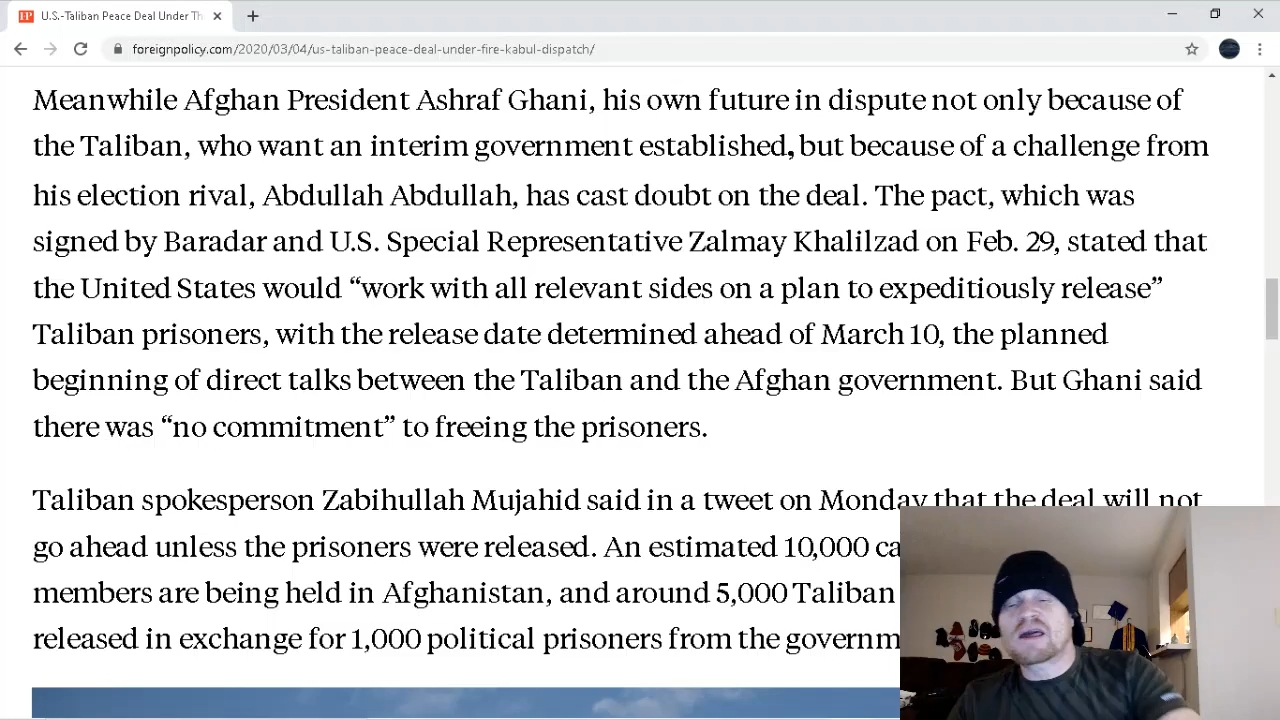 U.S.-Taliban Peace Deal Under Th
foreignpolicy.com/2020/03/04/us-taliban-peace-deal-under-fire-kabul-dispatch/
Meanwhile Afghan President Ashraf Ghani, his own future in dispute not only because of
the Taliban, who want an interim government established, but because of a challenge from
his election rival, Abdullah Abdullah, has cast doubt on the deal. The pact, which was
signed by Baradar and U.S. Special Representative Zalmay Khalilzad on Feb. 29, stated that
the United States would “work with all relevant sides on a plan to expeditiously release”
Taliban prisoners, with the release date determined ahead of March 10, the planned
beginning of direct talks between the Taliban and the Afghan government. But Ghani said
there was “no commitment” to freeing the prisoners.
Taliban spokesperson Zabihullah Mujahid said in a tweet on Monday that the deal will not
go ahead unless the prisoners were released. An estimated 10,000 ca
members are being held in Afghanistan, and around 5,000 Taliban
released in exchange for 1,000 political prisoners from the governm